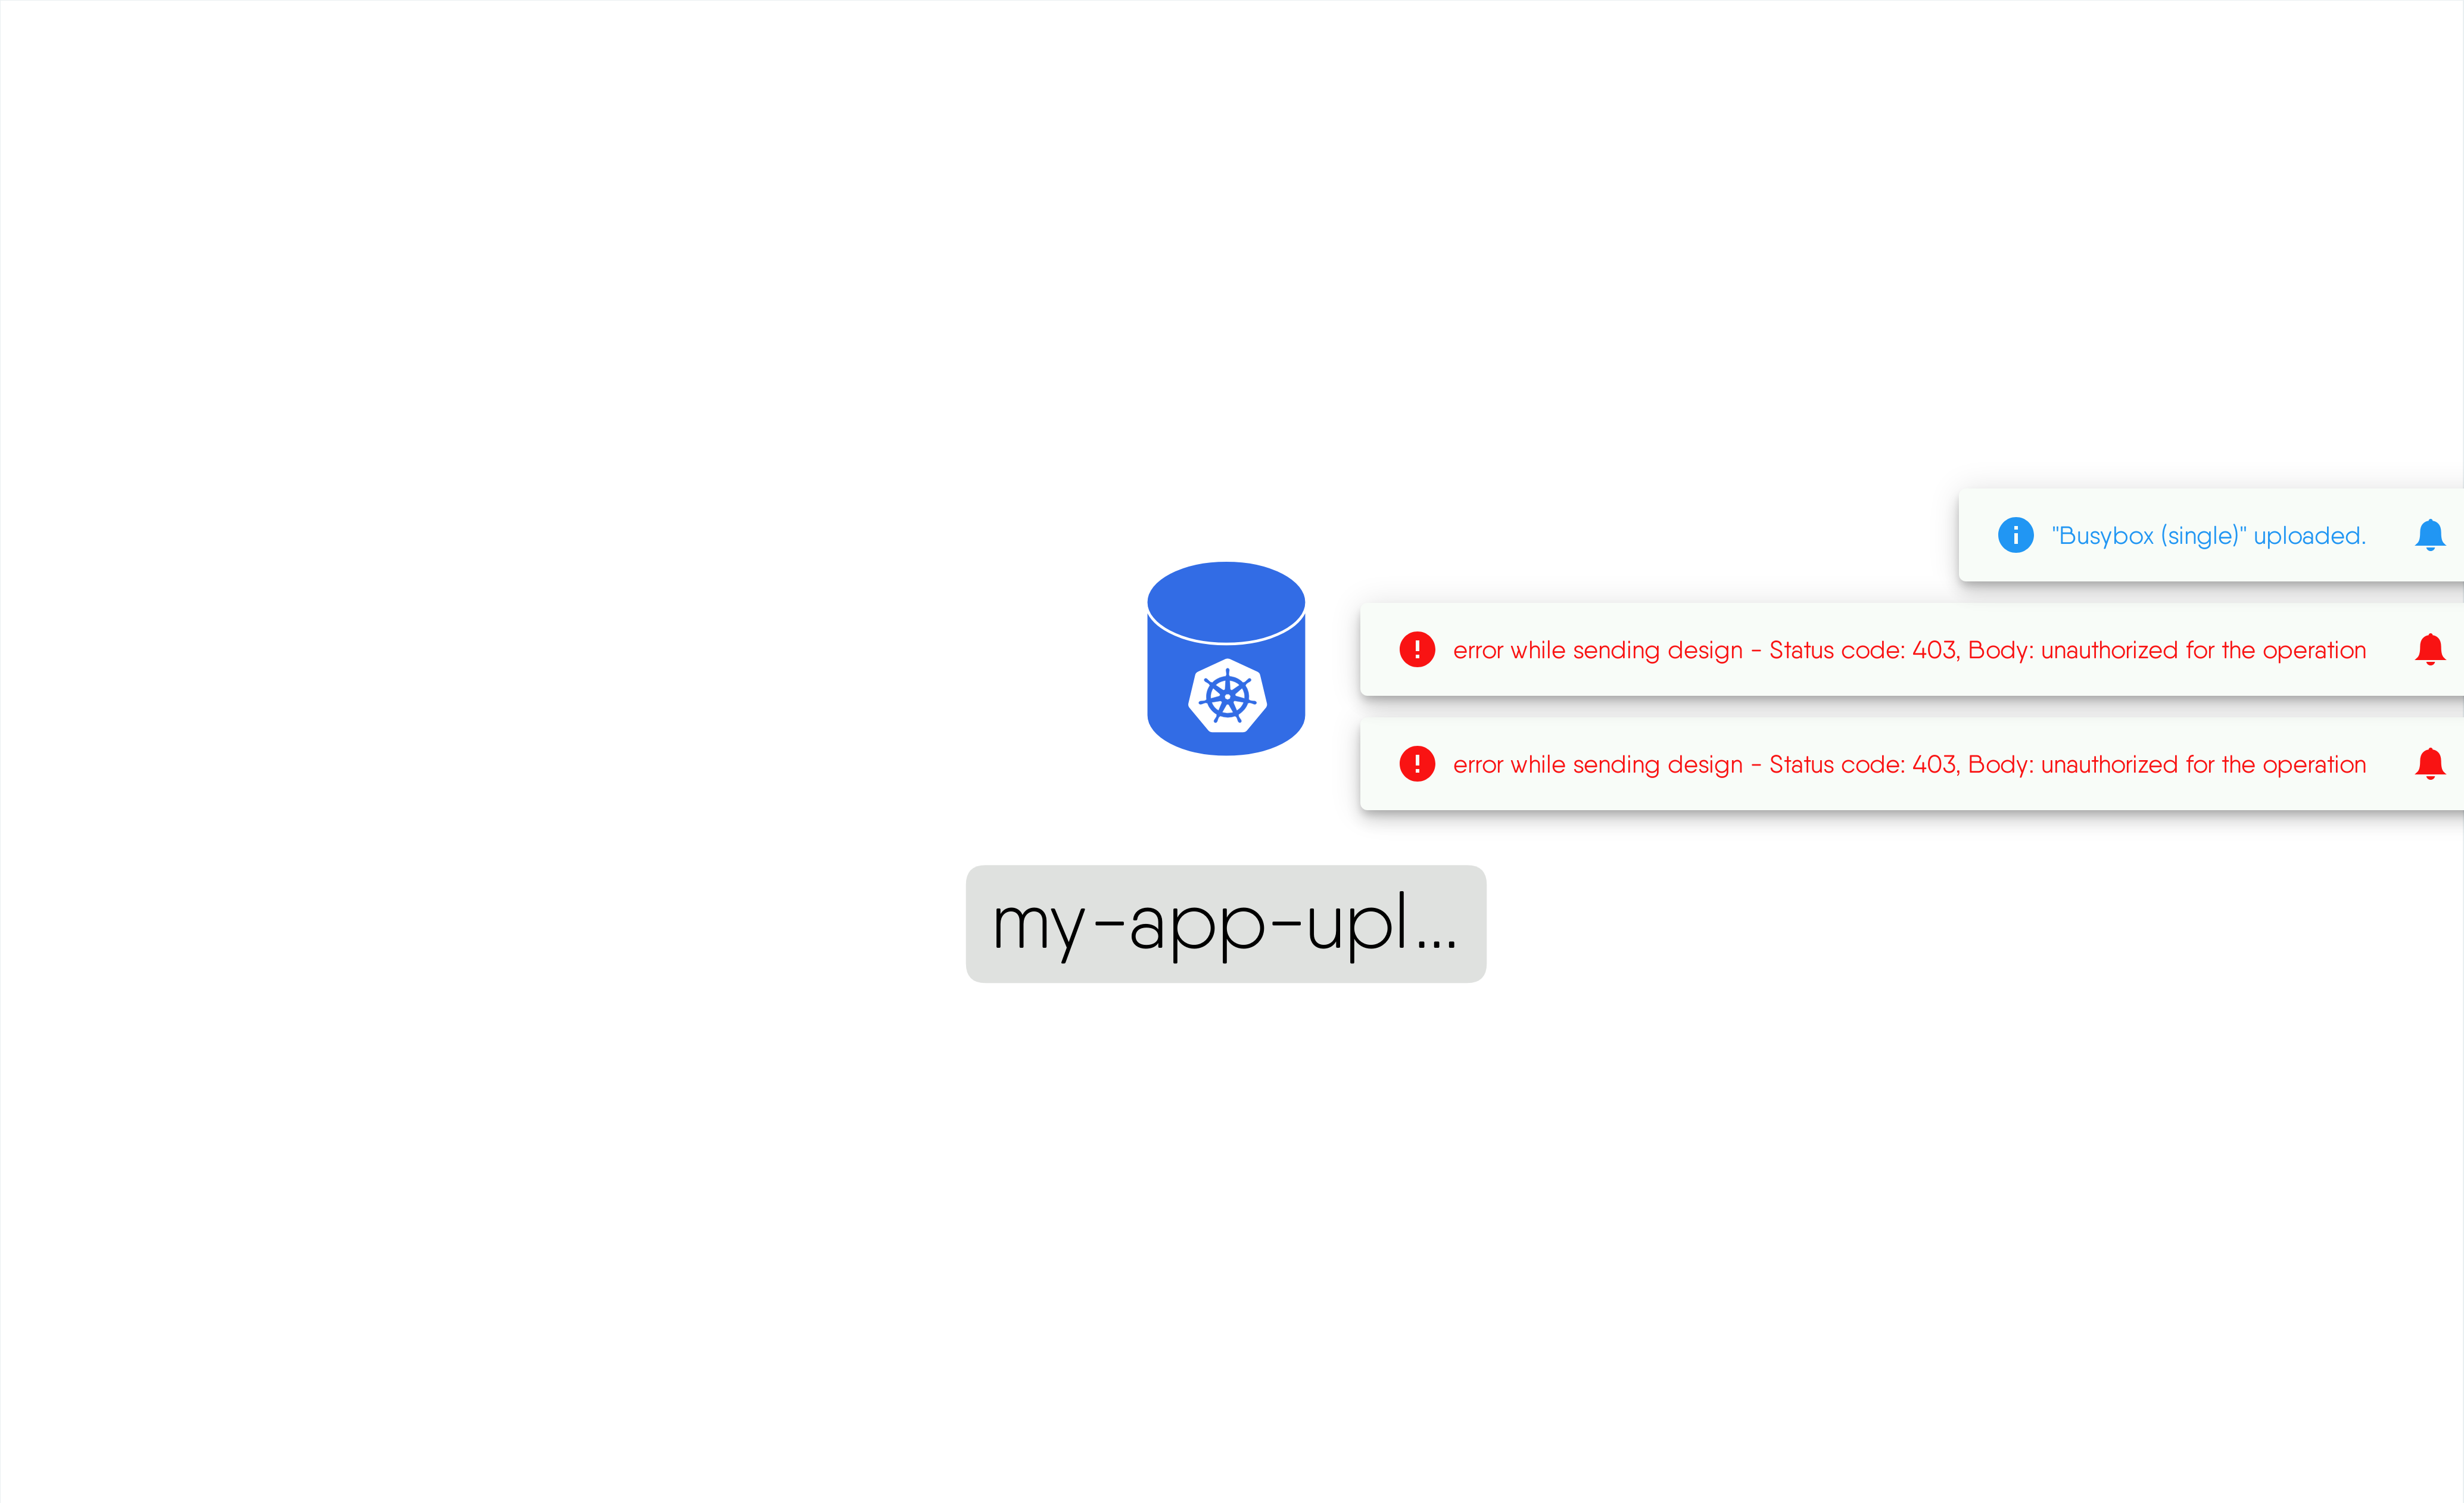 "Busybox (single)" uploaded.
error while sending design - Status code: 403, Body: unauthorized for the operation
error while sending design - Status code: 403, Body: unauthorized for the operation
my-app-upl...